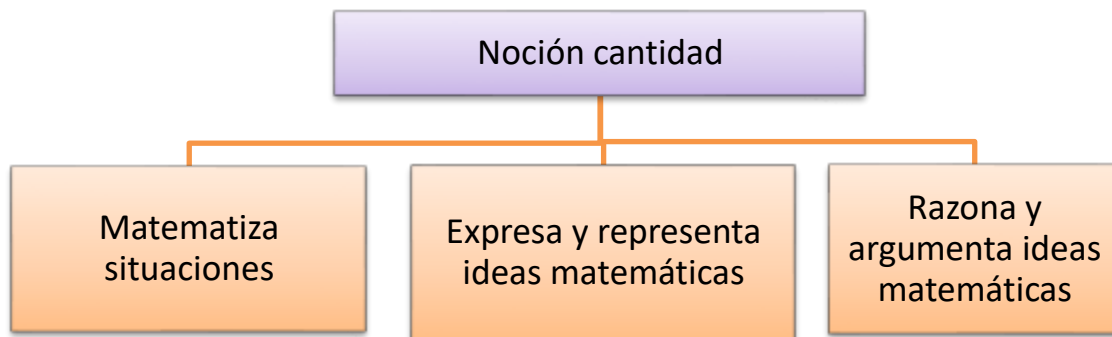 Noción cantidad
Matematiza
situaciones
Expresa y representa
ideas matemáticas
Razona y
argumenta ideas
matemáticas